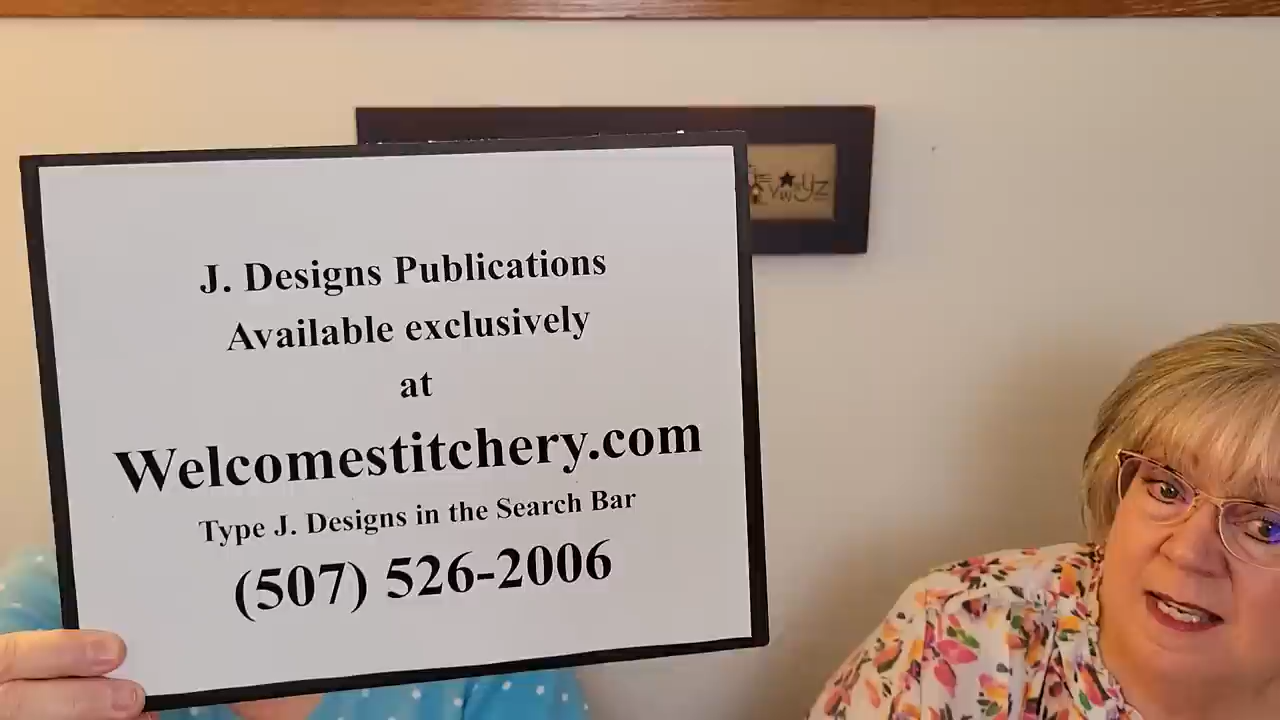 J. Designs Publications
Available exclusively
at
Welcomestitchery.com
Type J. Designs in the Search Bar
(507) 526-2006